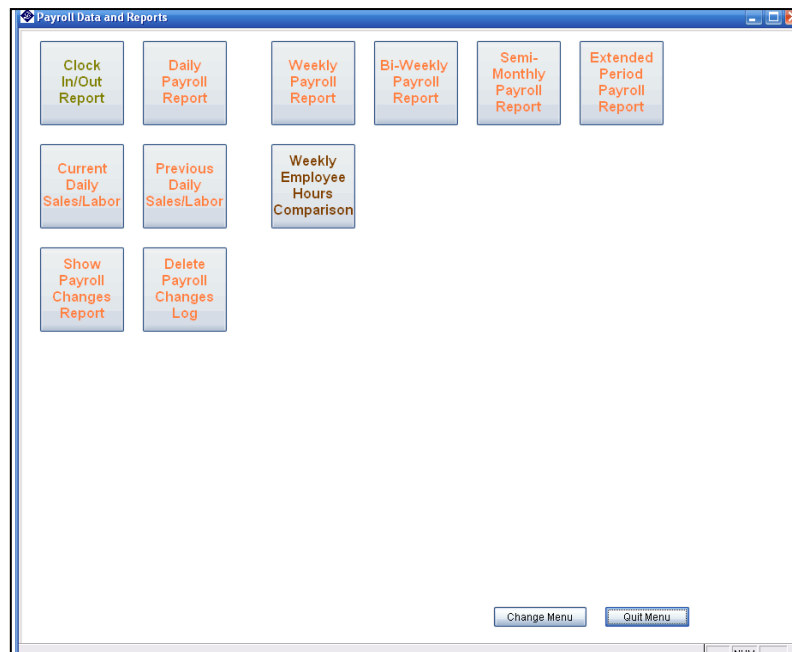 Payroll Data and Reports
Clock
In/Out
Report
Daily
Payroll
Report
Weekly
Payroll
Report
Bi-Weekly
Payroll
Report
Semi-
Monthly
Payroll
Report
Extended
Period
Payroll
Report
Current
Daily
Sales/Labor
Previous
Daily
Sales/Labor
Weekly
Employee
Hours
Comparison
Show
Payroll
Changes
Report
Delete
Payroll
Changes
Log
Change Menu
Quit Menu